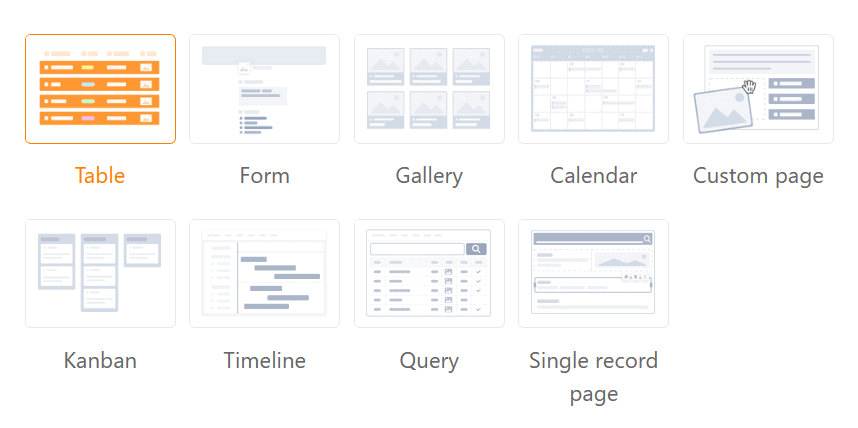 Table
Form
Gallery
Calendar
Custom page
Kanban
Timeline
Query
Single record
page